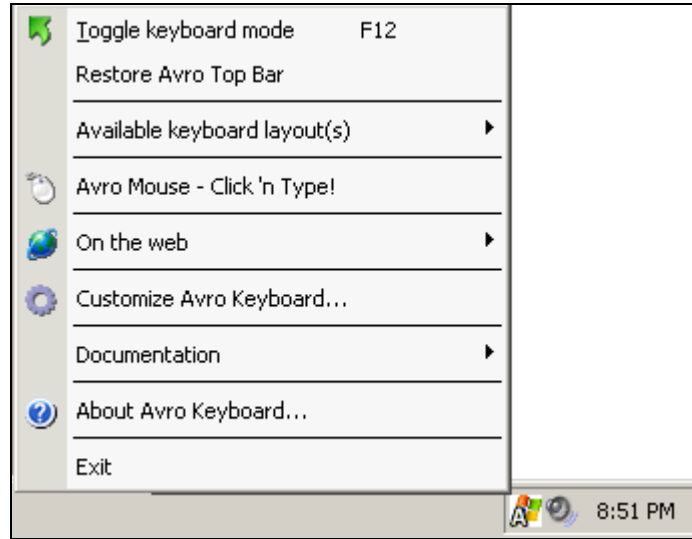 Toggle keyboard mode F12
Restore Avro Top Bar
Available keyboard layout(s)
Avro Mouse - Click 'n Type!
On the web
Customize Avro Keyboard...
Documentation
About Avro Keyboard...
Exit
8:51 PM